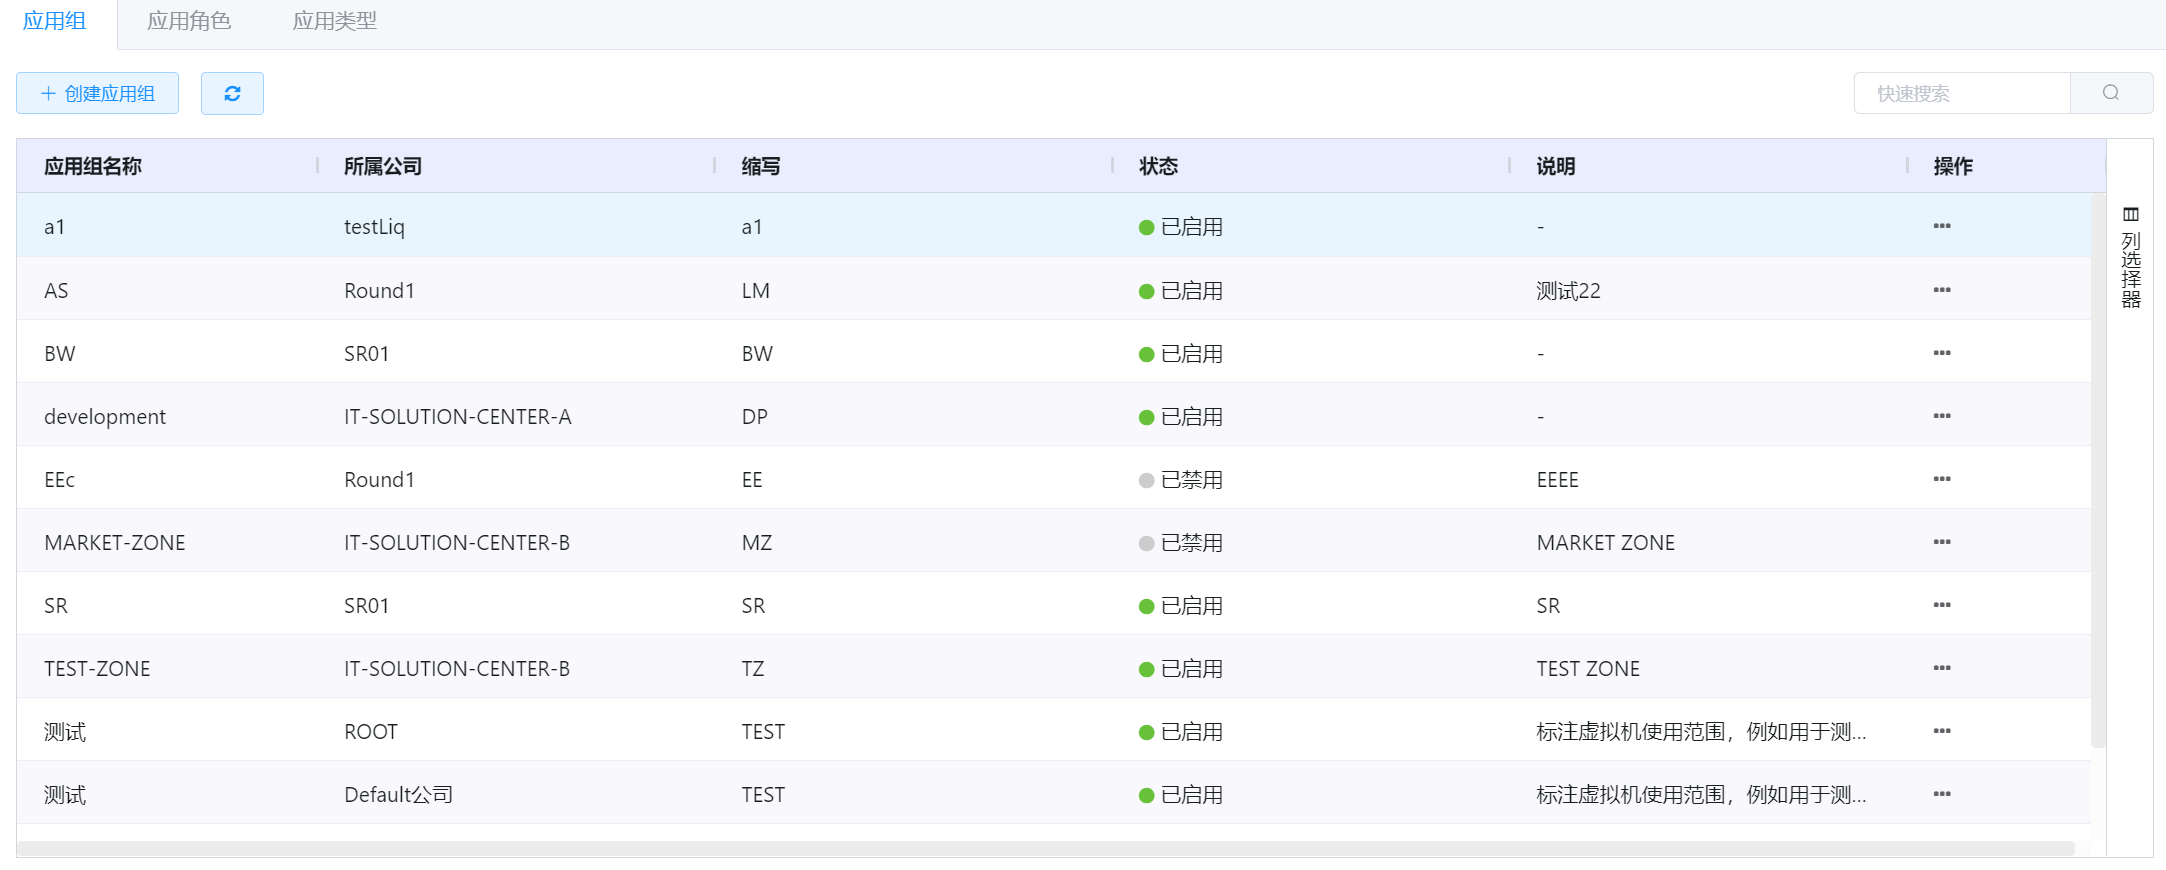 应用组 应用角色 应用类型
创建应用组 快速搜索
应用组名称 所属公司 缩写 状态 说明 操作
a1 testLiq a1 已启用 - ···
AS Round1 LM 已启用 测试22 ···
BW SR01 BW 已启用 - ···
development IT-SOLUTION-CENTER-A DP 已启用 - ···
EEc Round1 EE 已禁用 EEEE ···
MARKET-ZONE IT-SOLUTION-CENTER-B MZ 已禁用 MARKET ZONE ···
SR SR01 SR 已启用 SR ···
TEST-ZONE IT-SOLUTION-CENTER-B TZ 已启用 TEST ZONE ···
测试 ROOT TEST 已启用 标注虚拟机使用范围，例如用于测... ···
测试 Default公司 TEST 已启用 标注虚拟机使用范围，例如用于测... ···
列选择器